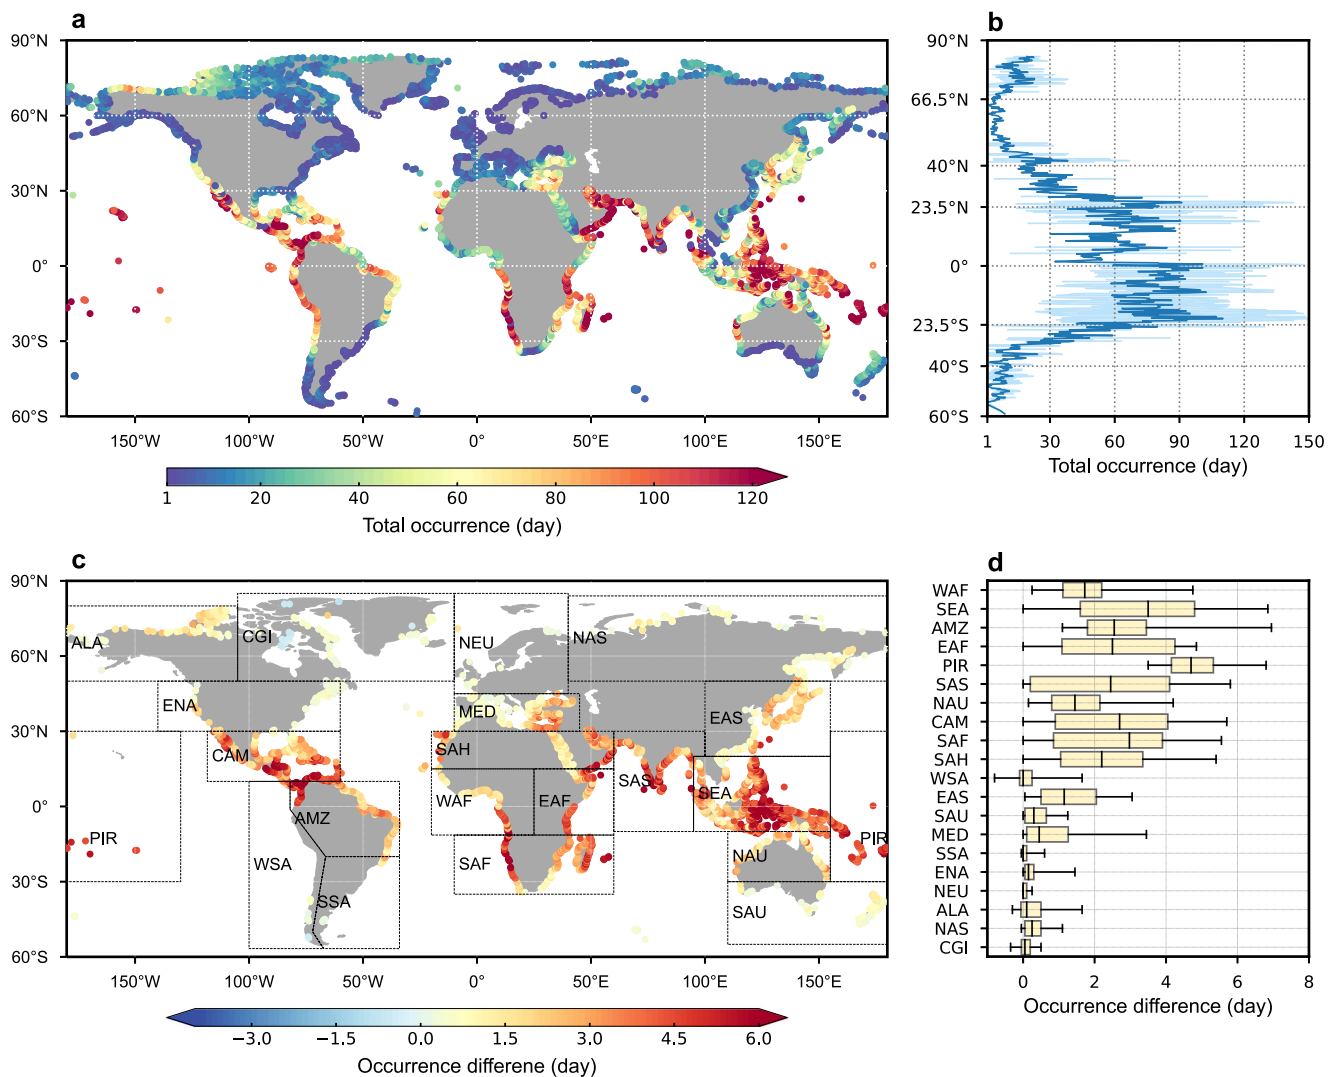 a
90°N
60°N
30°N
0°
30°S
60°S
150°W
100°W
50°W
0°
50°E
100°E
150°E
1
20
40
60
80
100
120
Total occurrence (day)
b
90°N
66.5°N
40°N
23.5°N
0°
23.5°S
40°S
60°S
1
30
60
90
120
150
Total occurrence (day)
c
90°N
60°N
30°N
0°
30°S
60°S
150°W
100°W
50°W
0°
50°E
100°E
150°E
ALA
CGI
NEU
NAS
ENA
MED
EAS
CAM
SAH
SAS
SEA
WAF
EAF
AMZ
PIR
PIR
WSA
SAF
NAU
SSA
SAU
−3.0
−1.5
0.0
1.5
3.0
4.5
6.0
Occurrence differene (day)
d
WAF
SEA
AMZ
EAF
PIR
SAS
NAU
CAM
SAF
SAH
WSA
EAS
SAU
MED
SSA
ENA
NEU
ALA
NAS
CGI
0
2
4
6
8
Occurrence difference (day)